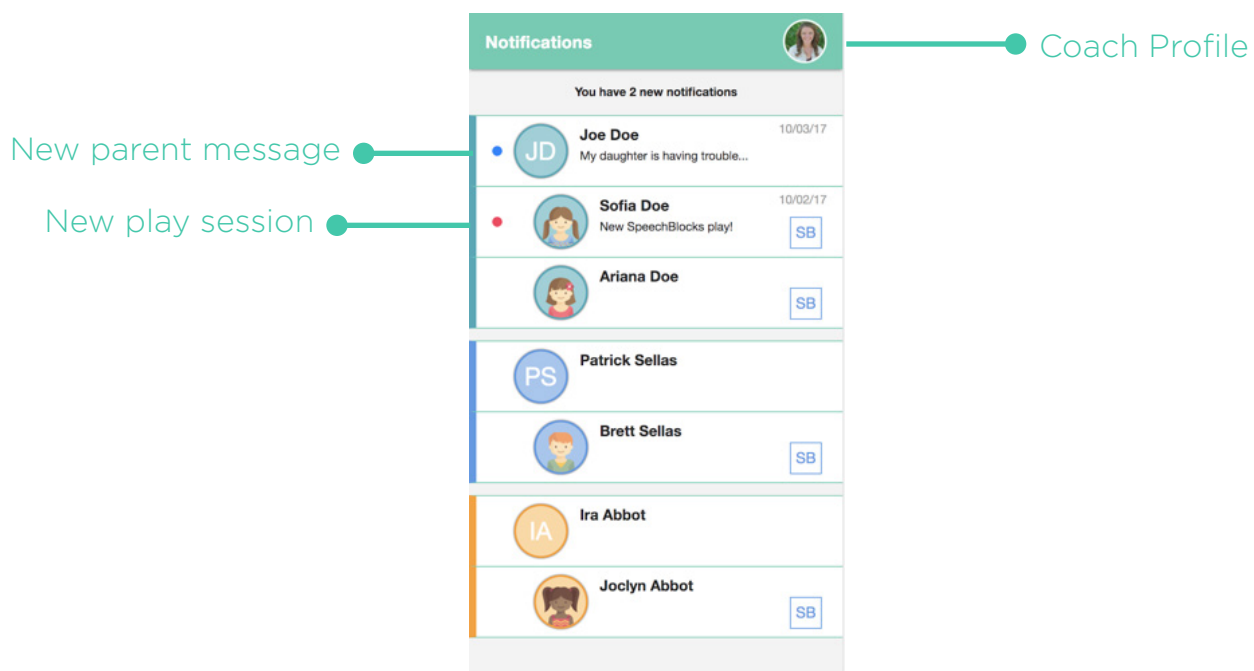 Notifications
Coach Profile
You have 2 new notifications
New parent message
JD
Joe Doe
10/03/17
My daughter is having trouble...
New play session
Sofia Doe
10/02/17
New SpeechBlocks play!
SB
Ariana Doe
SB
PS
Patrick Sellas
Brett Sellas
SB
IA
Ira Abbot
Joclyn Abbot
SB